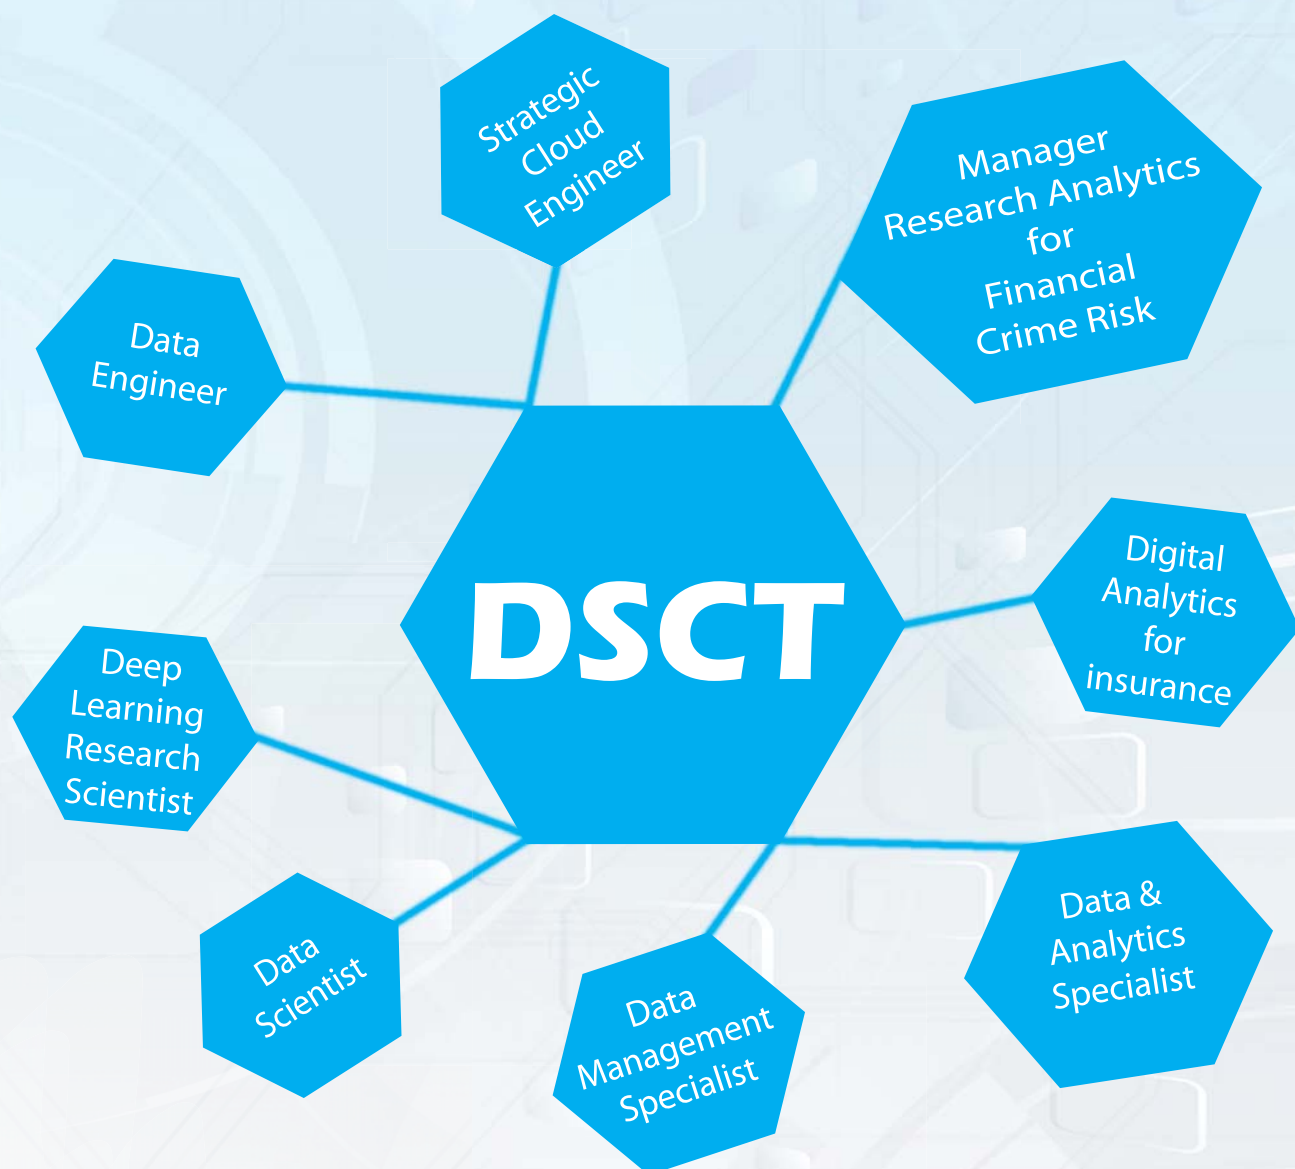 Strategic
Cloud
Engineer
Manager
Research Analytics
for
Financial
Crime Risk
Data
Engineer
DSCT
Digital
Analytics
for
insurance
Deep
Learning
Research
Scientist
Data &
Analytics
Specialist
Data
Scientist
Data
Management
Specialist